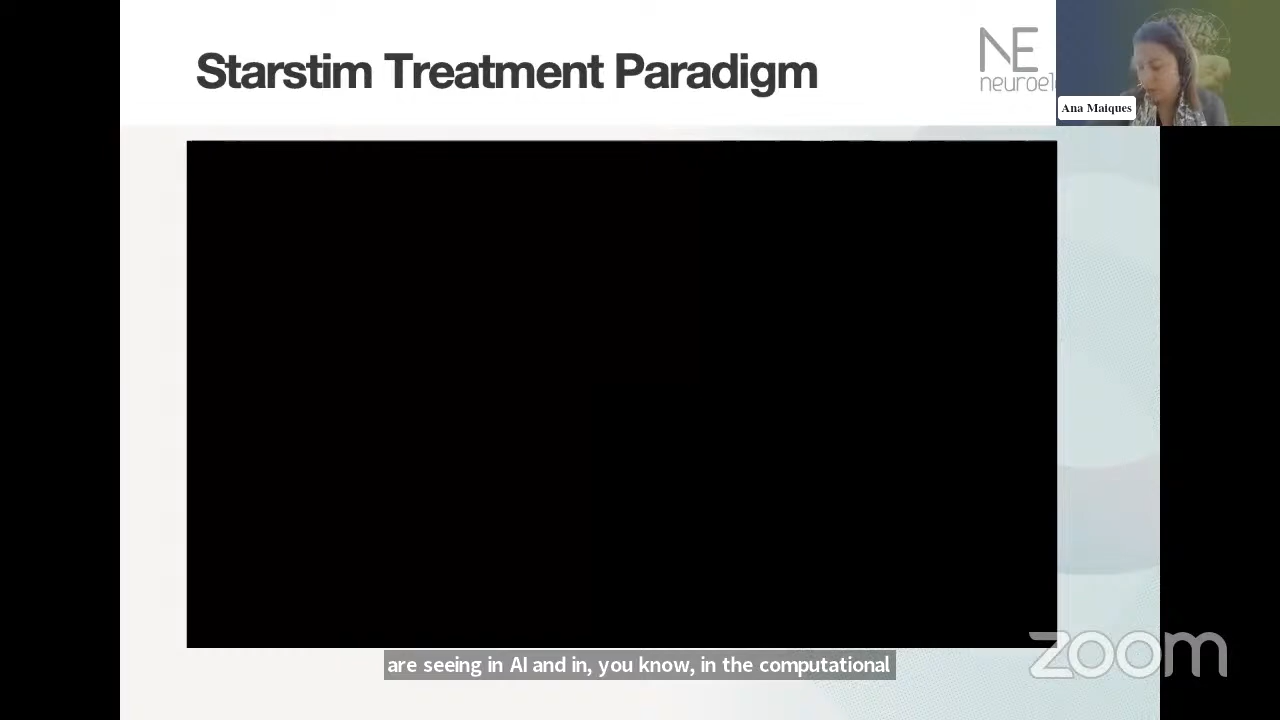 Starstim Treatment Paradigm
NE
neuroel
Ana Maiques
are seeing in AI and in, you know, in the computational
zoom